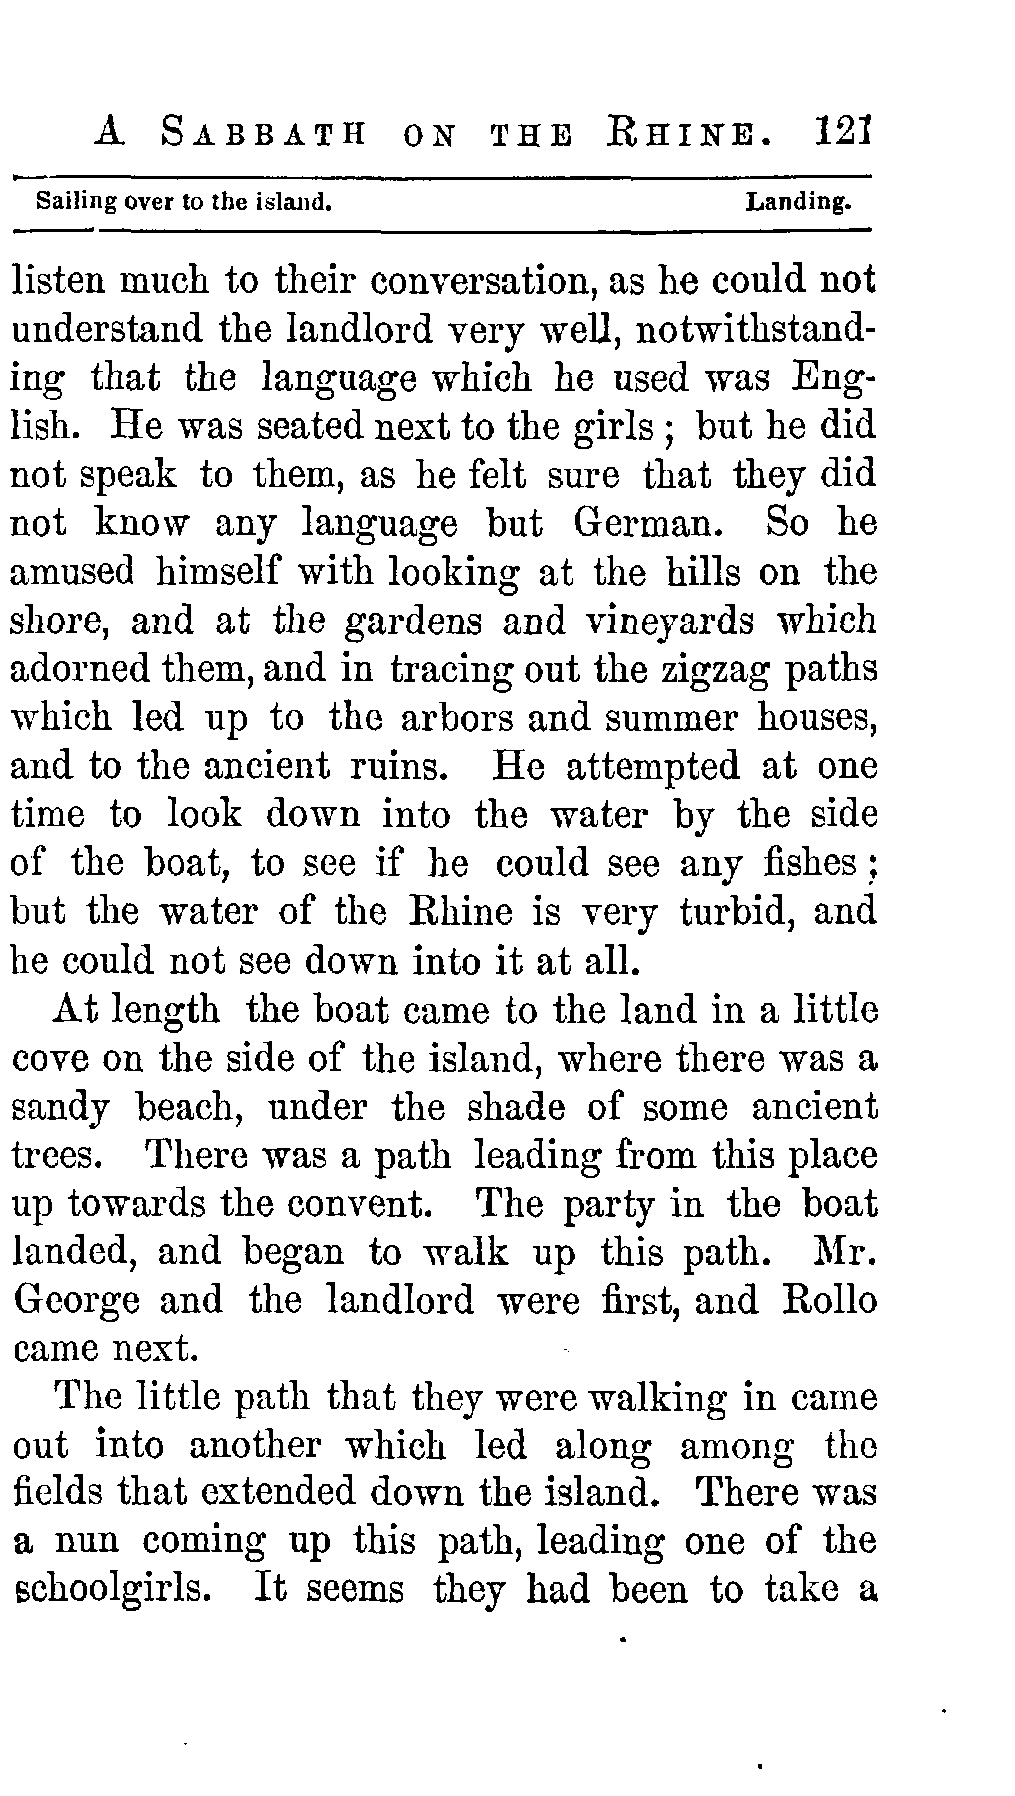 A SABBATH ON THE RHINE. 121
Sailing over to the island. Landing.
listen much to their conversation, as he could not
understand the landlord very well, notwithstand-
ing that the language which he used was Eng-
lish. He was seated next to the girls ; but he did
not speak to them, as he felt sure that they did
not know any language but German. So he
amused himself with looking at the hills on the
shore, and at the gardens and vineyards which
adorned them, and in tracing out the zigzag paths
which led up to the arbors and summer houses,
and to the ancient ruins. He attempted at one
time to look down into the water by the side
of the boat, to see if he could see any fishes ;
but the water of the Rhine is very turbid, and
he could not see down into it at all.
At length the boat came to the land in a little
cove on the side of the island, where there was a
sandy beach, under the shade of some ancient
trees. There was a path leading from this place
up towards the convent. The party in the boat
landed, and began to walk up this path. Mr.
George and the landlord were first, and Rollo
came next.
The little path that they were walking in came
out into another which led along among the
fields that extended down the island. There was
a nun coming up this path, leading one of the
schoolgirls. It seems they had been to take a